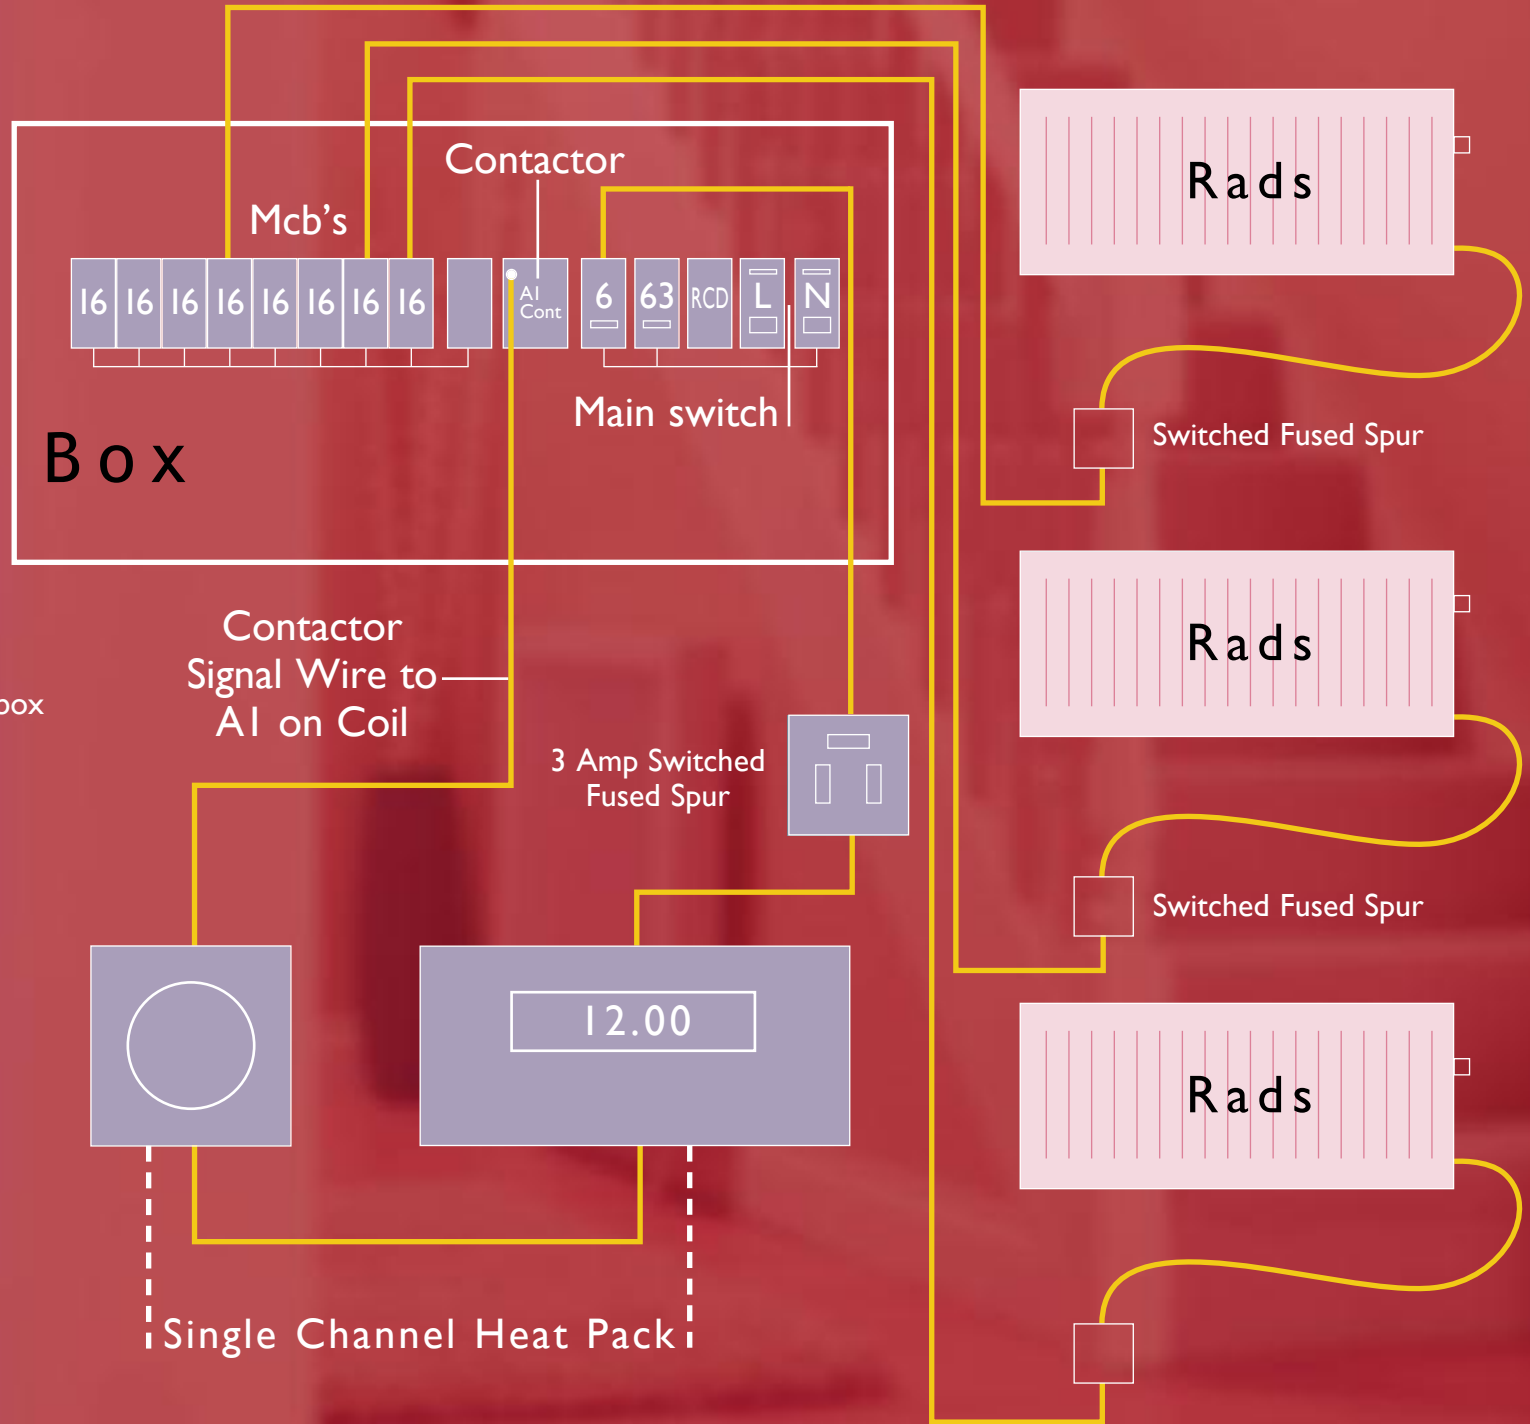 Contactor
Mcb's
16 16 16 16 16 16 16 16
A1
Cont
6 63 RCD L N
Main switch
Box
Rads
Switched Fused Spur
Contactor
Signal Wire to
A1 on Coil
box
3 Amp Switched
Fused Spur
Rads
Switched Fused Spur
12.00
Rads
Single Channel Heat Pack